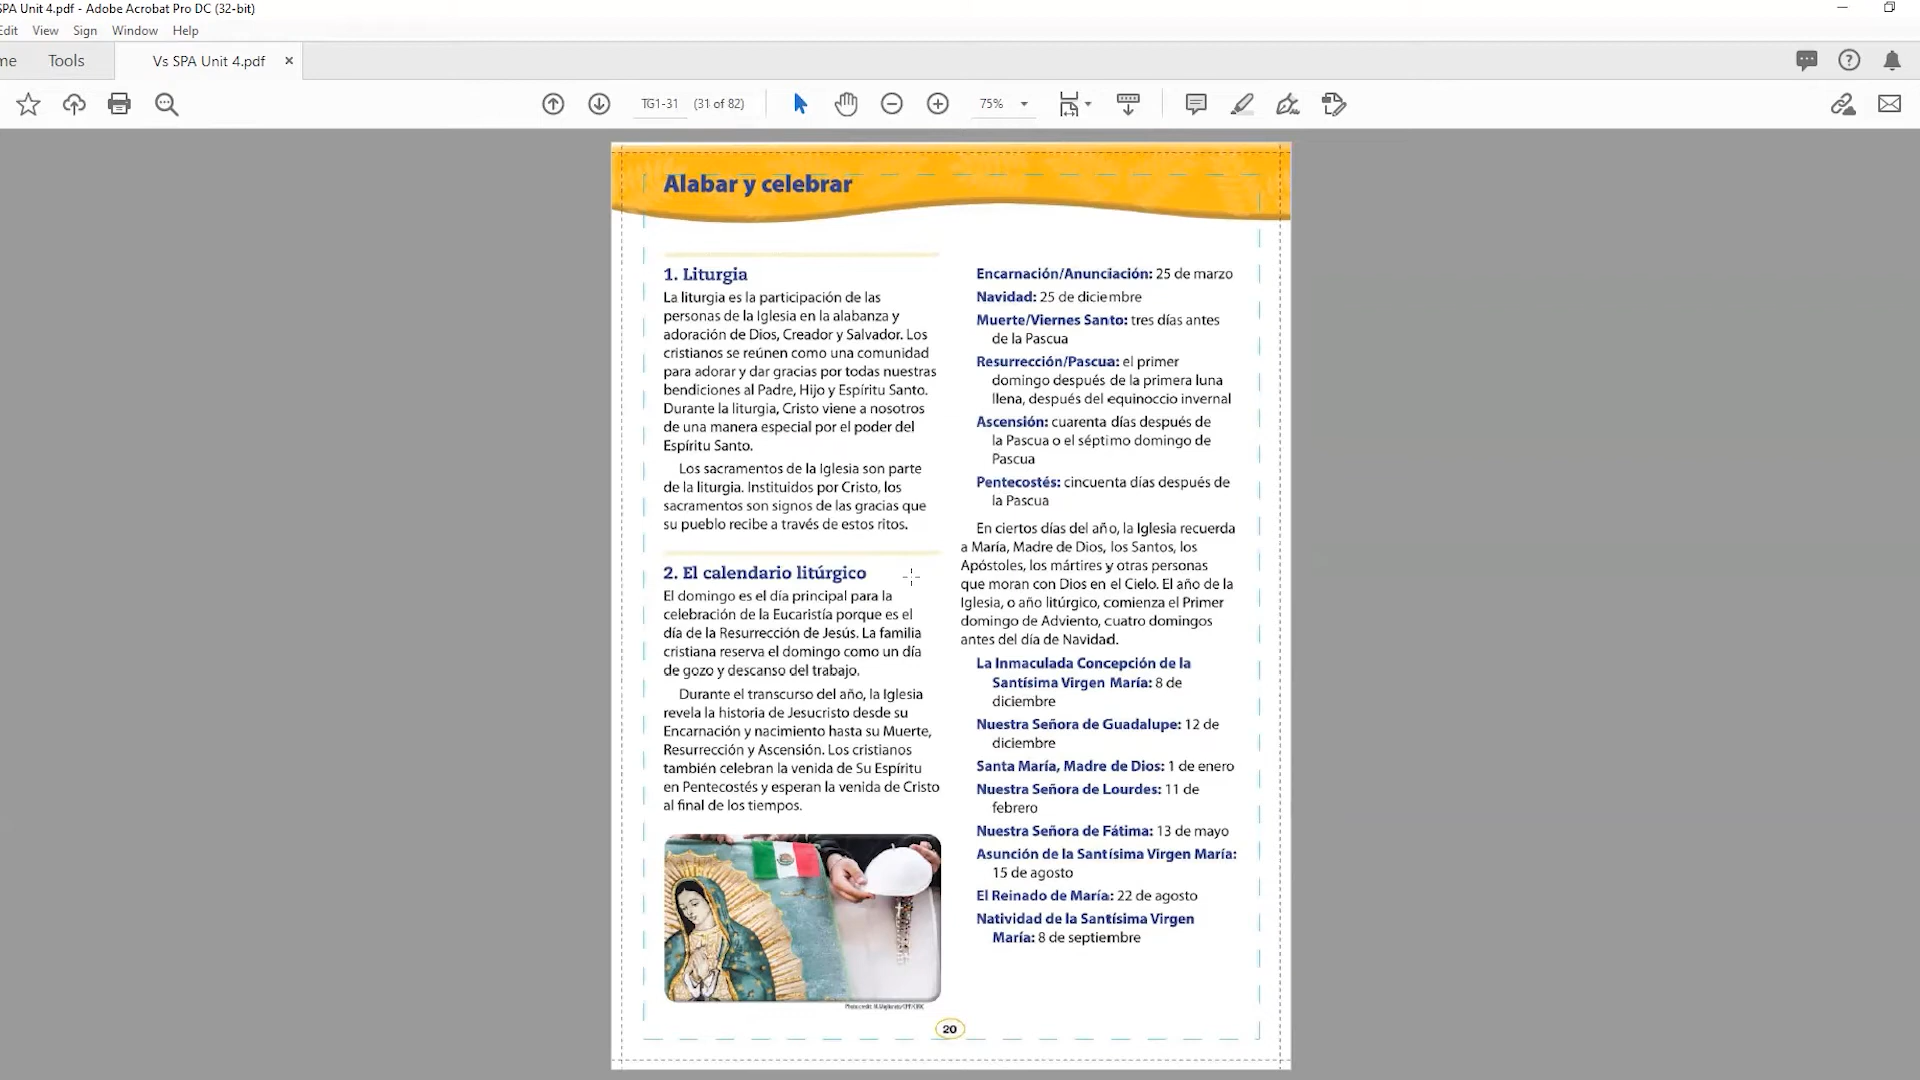 SPA Unit 4.pdf - Adobe Acrobat Pro DC (32-bit)
Edit View Sign Window Help
Tools Vs SPA Unit 4.pdf
TG1-31 (31 of 82) 75%
Alabar y celebrar
1. Liturgia
La liturgia es la participación de las
personas de la Iglesia en la alabanza y
adoración de Dios, Creador y Salvador. Los
cristianos se reúnen como una comunidad
para adorar y dar gracias por todas nuestras
bendiciones al Padre, Hijo y Espíritu Santo.
Durante la liturgia, Cristo viene a nosotros
de una manera especial por el poder del
Espíritu Santo.
Los sacramentos de la Iglesia son parte
de la liturgia. Instituidos por Cristo, los
sacramentos son signos de las gracias que
su pueblo recibe a través de estos ritos.
2. El calendario litúrgico
El domingo es el día principal para la
celebración de la Eucaristía porque es el
día de la Resurrección de Jesús. La familia
cristiana reserva el domingo como un día
de gozo y descanso del trabajo.
Durante el transcurso del año, la Iglesia
revela la historia de Jesucristo desde su
Encarnación y nacimiento hasta su Muerte,
Resurrección y Ascensión. Los cristianos
también celebran la venida de Su Espíritu
en Pentecostés y esperan la venida de Cristo
al final de los tiempos.
Encarnación/Anunciación: 25 de marzo
Navidad: 25 de diciembre
Muerte/Viernes Santo: tres días antes
de la Pascua
Resurrección/Pascua: el primer
domingo después de la primera luna
llena, después del equinoccio invernal
Ascensión: cuarenta días después de
la Pascua o el séptimo domingo de
Pascua
Pentecostés: cincuenta días después de
la Pascua
En ciertos días del año, la Iglesia recuerda
a María, Madre de Dios, los Santos, los
Apóstoles, los mártires y otras personas
que moran con Dios en el Cielo. El año de la
Iglesia, o año litúrgico, comienza el Primer
domingo de Adviento, cuatro domingos
antes del día de Navidad.
La Inmaculada Concepción de la
Santísima Virgen María: 8 de
diciembre
Nuestra Señora de Guadalupe: 12 de
diciembre
Santa María, Madre de Dios: 1 de enero
Nuestra Señora de Lourdes: 11 de
febrero
Nuestra Señora de Fátima: 13 de mayo
Asunción de la Santísima Virgen María:
15 de agosto
El Reinado de María: 22 de agosto
Natividad de la Santísima Virgen
María: 8 de septiembre
20